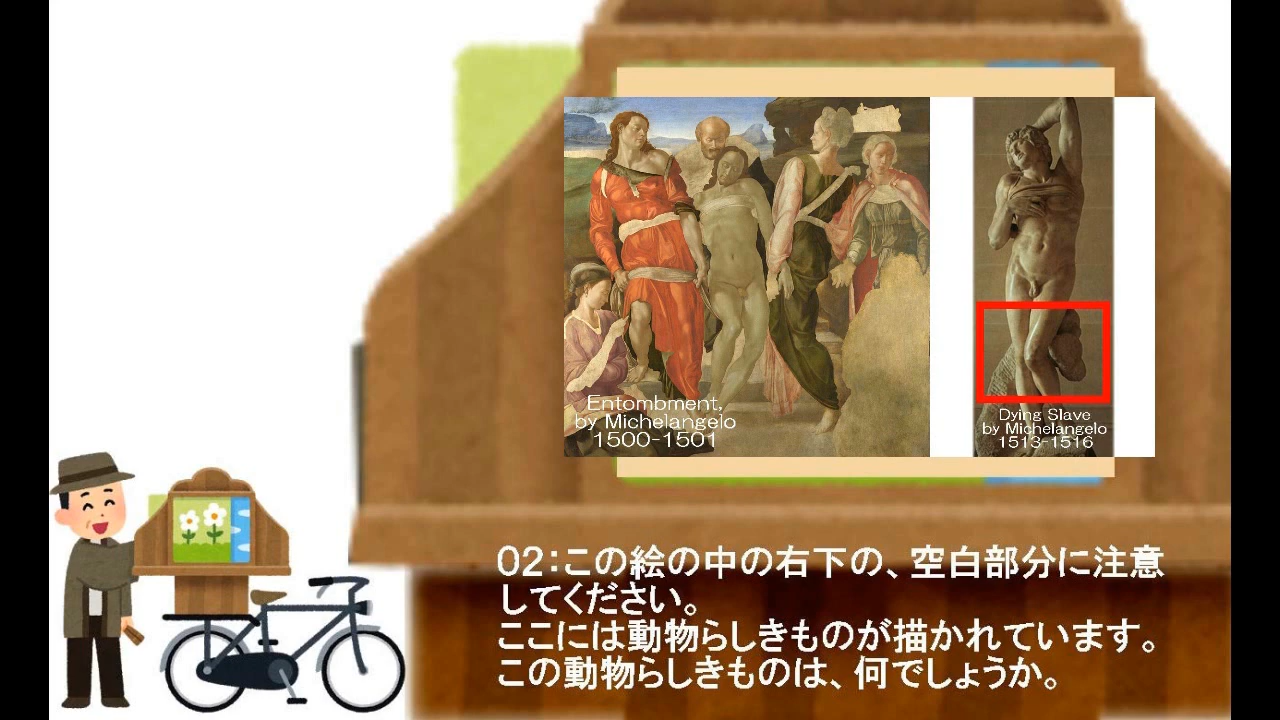 Entombment,
by Michelangelo
1500-1501
Dying Slave
by Michelangelo
1513-1516
02:この絵の中の右下の、空白部分に注意
してください。
ここには動物らしきものが描かれています。
この動物らしきものは、何でしょうか。